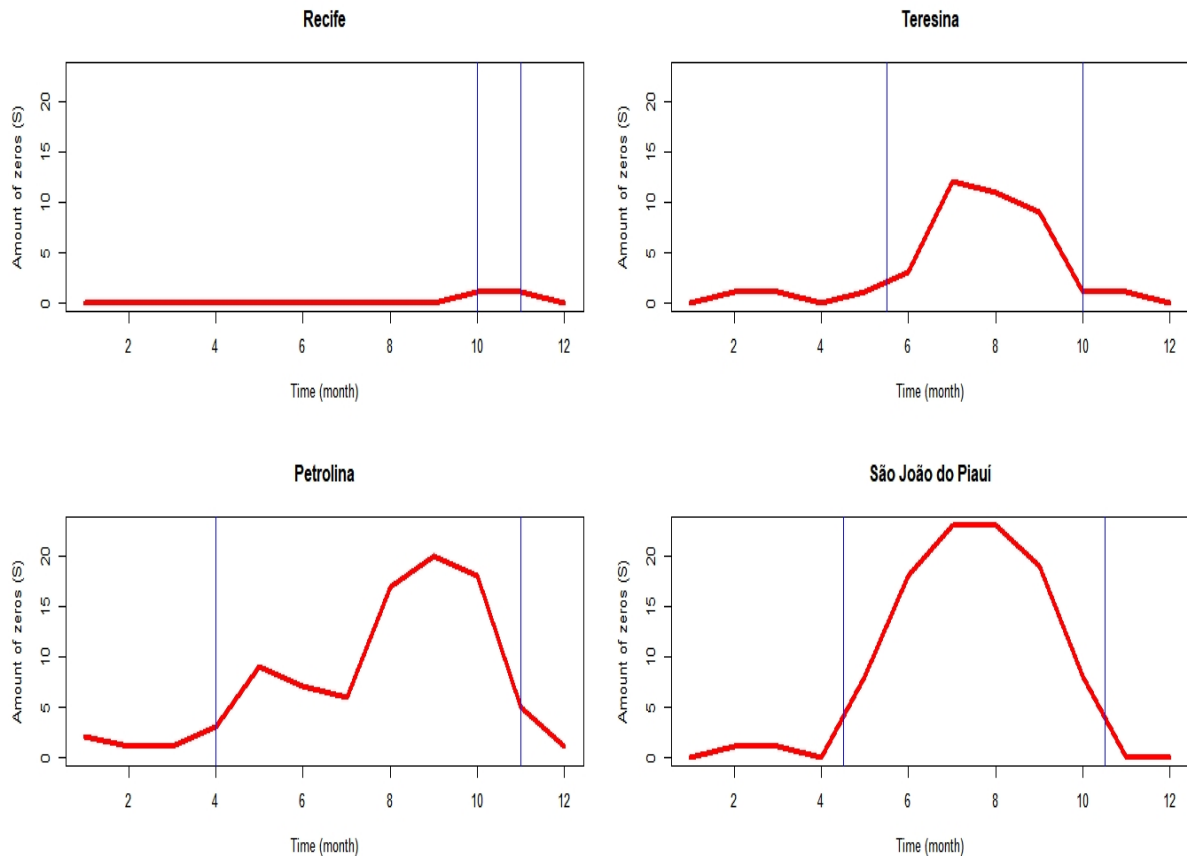 Recife
Amount of zeros (S)
0 5 10 15 20
2 4 6 8 10 12
Time (month)
Teresina
Amount of zeros (S)
0 5 10 15 20
2 4 6 8 10 12
Time (month)
Petrolina
Amount of zeros (S)
0 5 10 15 20
2 4 6 8 10 12
Time (month)
São João do Piauí
Amount of zeros (S)
0 5 10 15 20
2 4 6 8 10 12
Time (month)